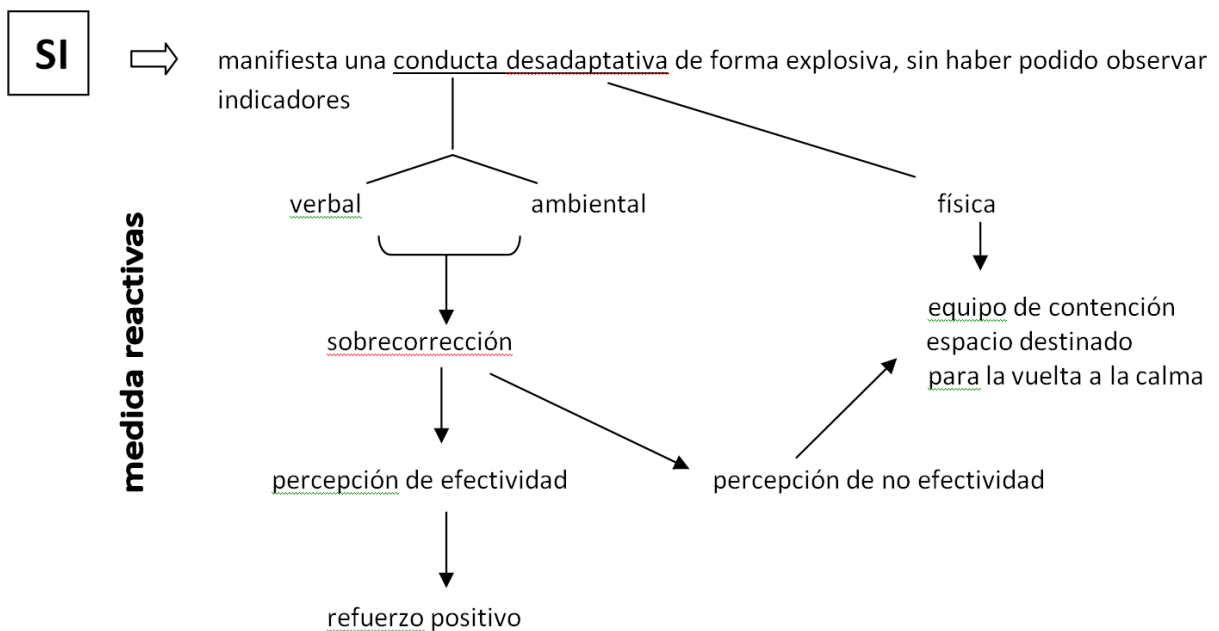 SI
manifiesta una conducta desadaptativa de forma explosiva, sin haber podido observar
indicadores
verbal
ambiental
física
medida reactivas
equipo de contención
espacio destinado
para la vuelta a la calma
sobrecorrección
percepción de efectividad
percepción de no efectividad
refuerzo positivo